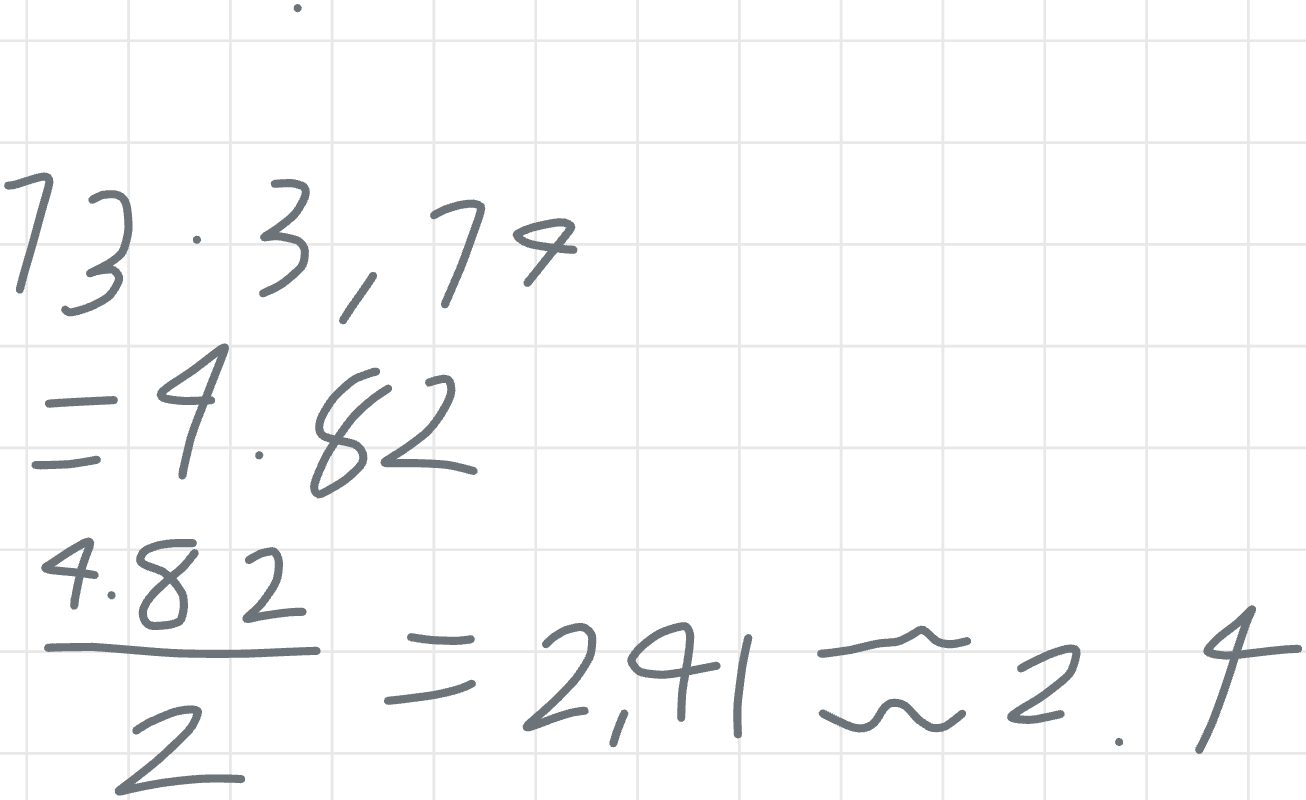 73 · 3,74
= 4.82
4.82/2 = 2,41 ≈ 2.4